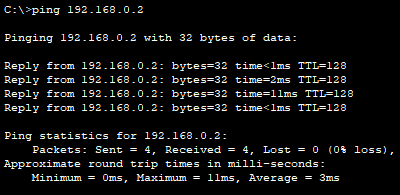 C:\>ping 192.168.0.2
Pinging 192.168.0.2 with 32 bytes of data:
Reply from 192.168.0.2: bytes=32 time<1ms TTL=128
Reply from 192.168.0.2: bytes=32 time=2ms TTL=128
Reply from 192.168.0.2: bytes=32 time=11ms TTL=128
Reply from 192.168.0.2: bytes=32 time<1ms TTL=128
Ping statistics for 192.168.0.2:
Packets: Sent = 4, Received = 4, Lost = 0 (0% loss),
Approximate round trip times in milli-seconds:
Minimum = 0ms, Maximum = 11ms, Average = 3ms